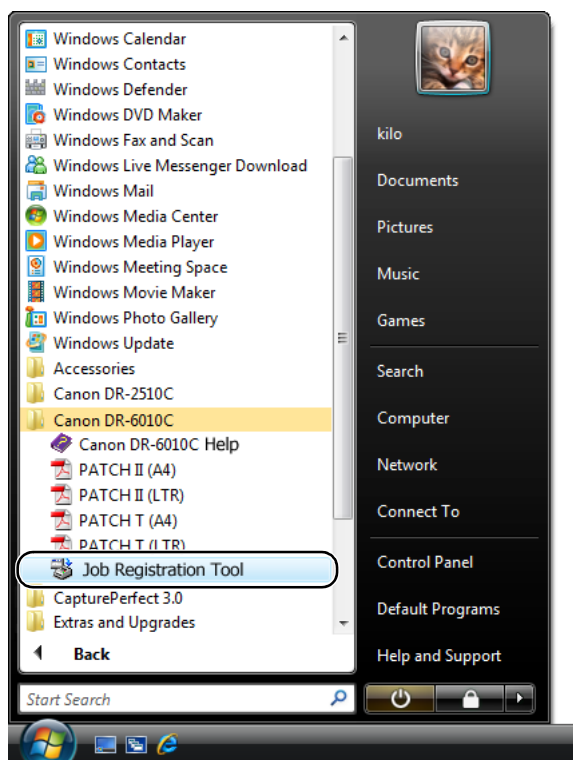 Windows Calendar
Windows Contacts
Windows Defender
Windows DVD Maker
Windows Fax and Scan
Windows Live Messenger Download
Windows Mail
Windows Media Center
Windows Media Player
Windows Meeting Space
Windows Movie Maker
Windows Photo Gallery
Windows Update
Accessories
Canon DR-2510C
Canon DR-6010C
Canon DR-6010C Help
PATCH II (A4)
PATCH II (LTR)
PATCH T (A4)
PATCH T (LTR)
Job Registration Tool
CapturePerfect 3.0
Extras and Upgrades
Back
Start Search
kilo
Documents
Pictures
Music
Games
Search
Computer
Network
Connect To
Control Panel
Default Programs
Help and Support